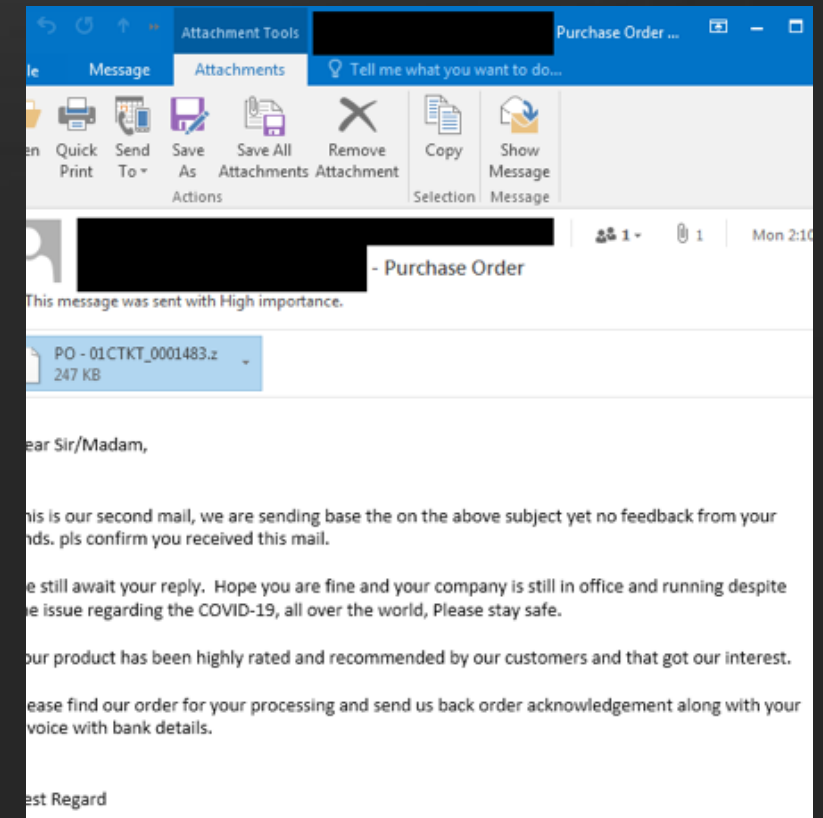 Attachment Tools
Purchase Order ...
le Message Attachments Tell me what you want to do...
en Quick Print Send To Save As Save All Attachments Remove Attachment Copy Show Message
Actions Selection Message
1 1 Mon 2:10
- Purchase Order
This message was sent with High importance.
PO - 01CTKT_0001483.z
247 KB
ear Sir/Madam,
his is our second mail, we are sending base the on the above subject yet no feedback from your
nds. pls confirm you received this mail.
e still await your reply. Hope you are fine and your company is still in office and running despite
e issue regarding the COVID-19, all over the world, Please stay safe.
our product has been highly rated and recommended by our customers and that got our interest.
ease find our order for your processing and send us back order acknowledgement along with your
voice with bank details.
est Regard